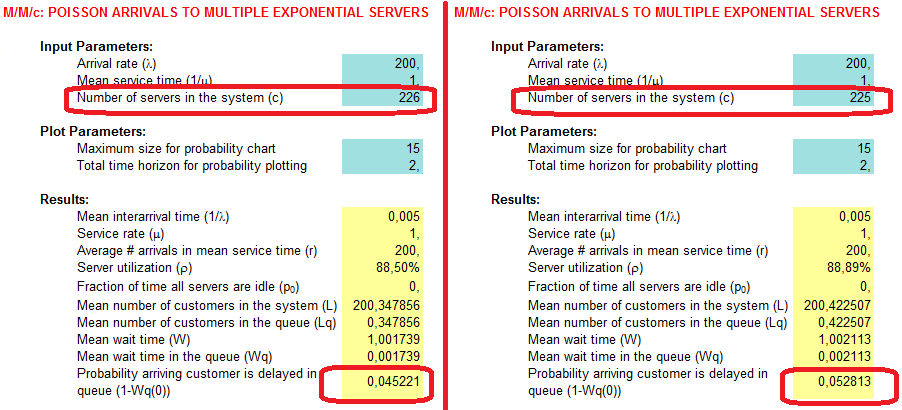 M/M/c: POISSON ARRIVALS TO MULTIPLE EXPONENTIAL SERVERS
Input Parameters:
Arrival rate (λ) 200,
Mean service time (1/μ) 1,
Number of servers in the system (c) 226
Plot Parameters:
Maximum size for probability chart 15
Total time horizon for probability plotting 2,
Results:
Mean interarrival time (1/λ) 0,005
Service rate (μ) 1,
Average # arrivals in mean service time (r) 200,
Server utilization (ρ) 88,50%
Fraction of time all servers are idle (p₀) 0,
Mean number of customers in the system (L) 200,347856
Mean number of customers in the queue (Lq) 0,347856
Mean wait time (W) 1,001739
Mean wait time in the queue (Wq) 0,001739
Probability arriving customer is delayed in
queue (1-Wq(0)) 0,045221
M/M/c: POISSON ARRIVALS TO MULTIPLE EXPONENTIAL SERVERS
Input Parameters:
Arrival rate (λ) 200,
Mean service time (1/μ) 1
Number of servers in the system (c) 225
Plot Parameters:
Maximum size for probability chart 15
Total time horizon for probability plotting 2,
Results:
Mean interarrival time (1/λ) 0,005
Service rate (μ) 1,
Average # arrivals in mean service time (r) 200,
Server utilization (ρ) 88,89%
Fraction of time all servers are idle (p₀) 0,
Mean number of customers in the system (L) 200,422507
Mean number of customers in the queue (Lq) 0,422507
Mean wait time (W) 1,002113
Mean wait time in the queue (Wq) 0,002113
Probability arriving customer is delayed in
queue (1-Wq(0)) 0,052813